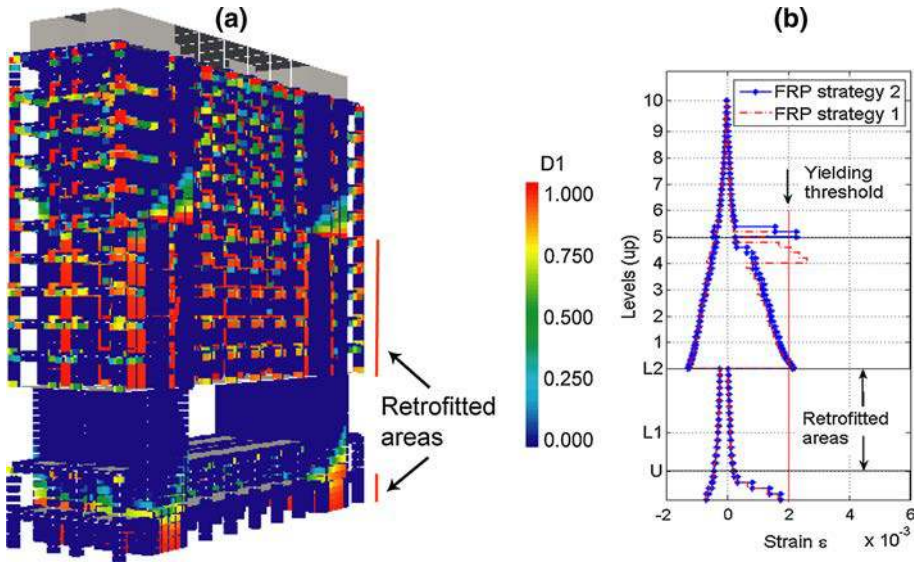 (a)
D1
1.000
0.750
0.500
0.250
0.000
Retrofitted
areas
(b)
FRP strategy 2
FRP strategy 1
Yielding
threshold
Retrofitted
areas
Levels (up)
10
9
8
7
6
5
4
3
2
1
L2
L1
U
-2
0
2
4
6
Strain ε
x 10-3